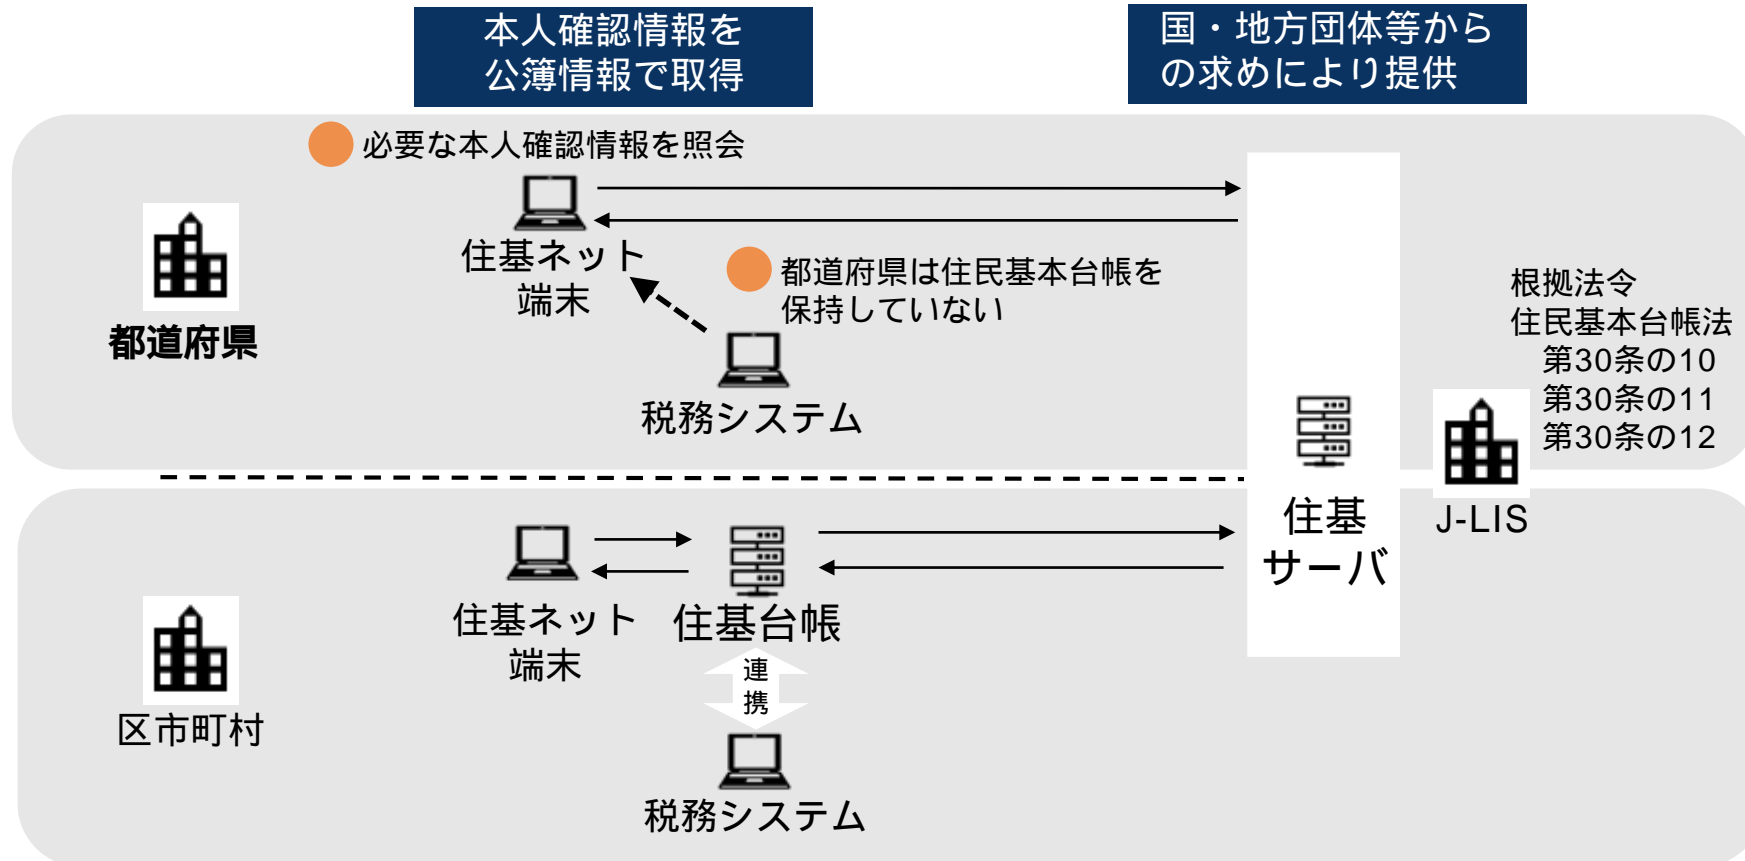 本人確認情報を
公簿情報で取得
国・地方団体等から
の求めにより提供
必要な本人確認情報を照会
住基ネット
端末
都道府県は住民基本台帳を
保持していない
都道府県
税務システム
根拠法令
住民基本台帳法
第30条の10
第30条の11
第30条の12
住基
サーバ
J-LIS
住基ネット
端末
住基台帳
連
携
区市町村
税務システム